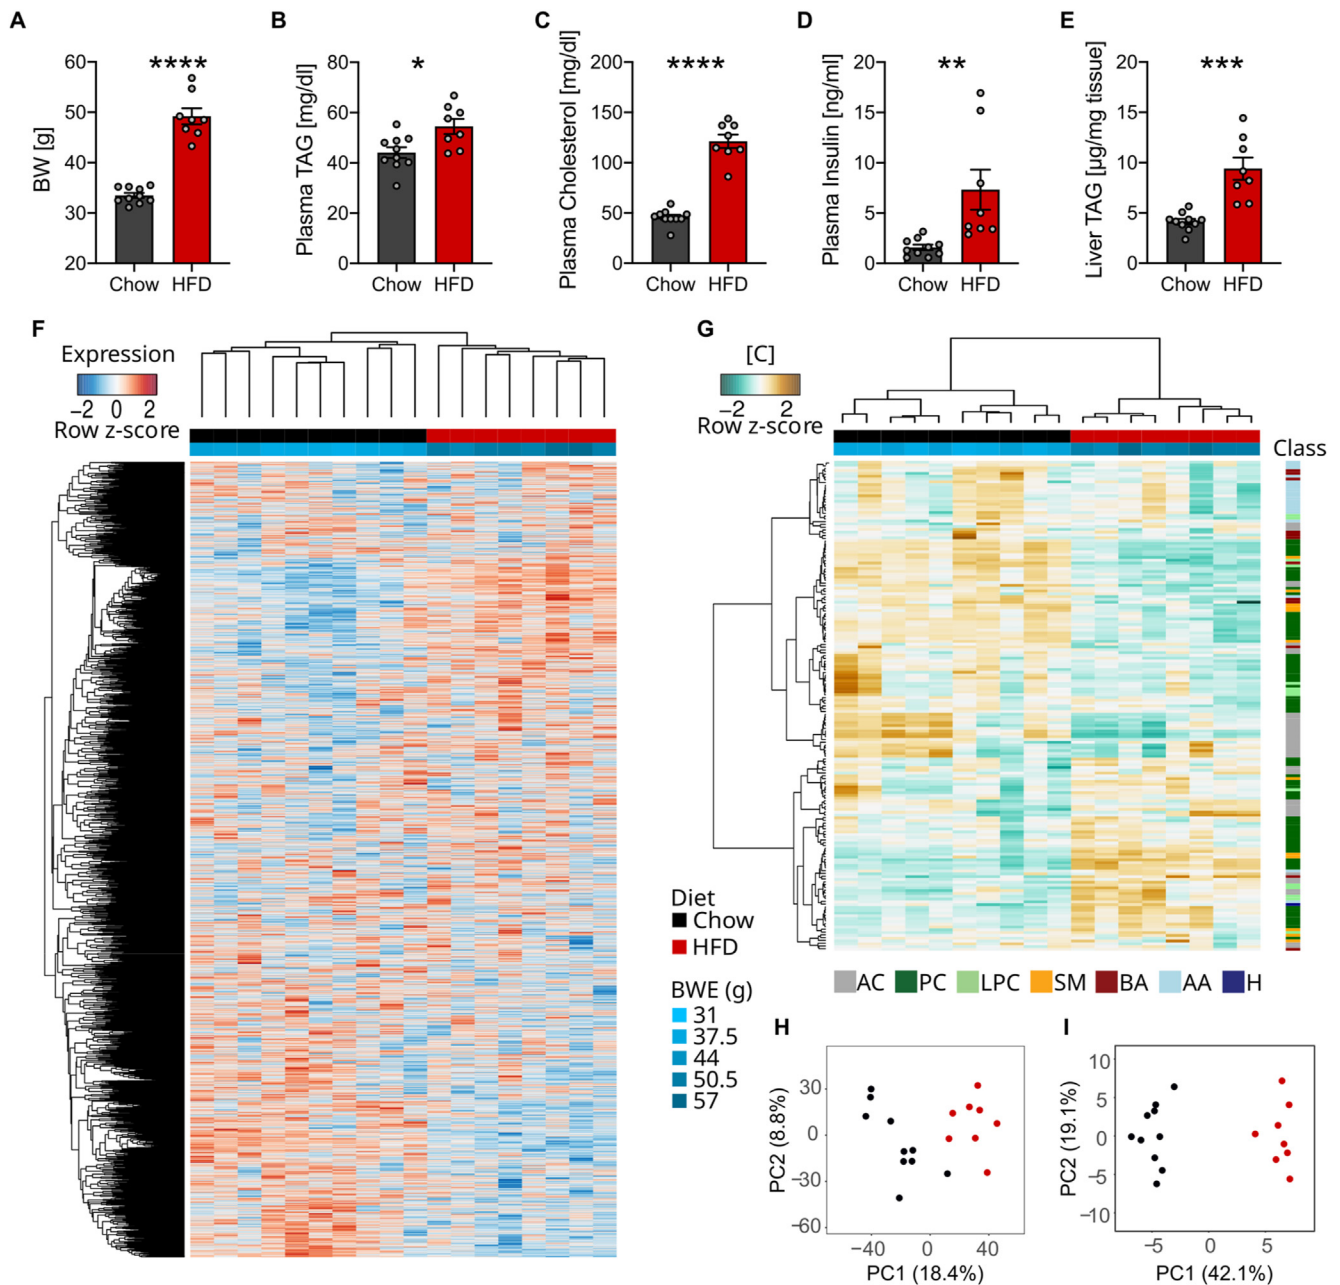 A
BW [g]
60
50
40
30
20
****
Chow HFD
B
Plasma TAG [mg/dl]
80
60
40
20
0
*
Chow HFD
C
Plasma Cholesterol [mg/dl]
200
150
100
50
0
****
Chow HFD
D
Plasma Insulin [ng/ml]
20
15
10
5
0
**
Chow HFD
E
Liver TAG [µg/mg tissue]
20
15
10
5
0
***
Chow HFD
F
Expression
−2 0 2
Row z-score
G
[C]
−2 2
Row z-score
Class
Diet
Chow
HFD
BWE (g)
31
37.5
44
50.5
57
AC PC LPC SM BA AA H
H
PC2 (8.8%)
30
0
−30
−60
−40 0 40
PC1 (18.4%)
I
PC2 (19.1%)
10
5
0
−5
−10
−5 0 5
PC1 (42.1%)